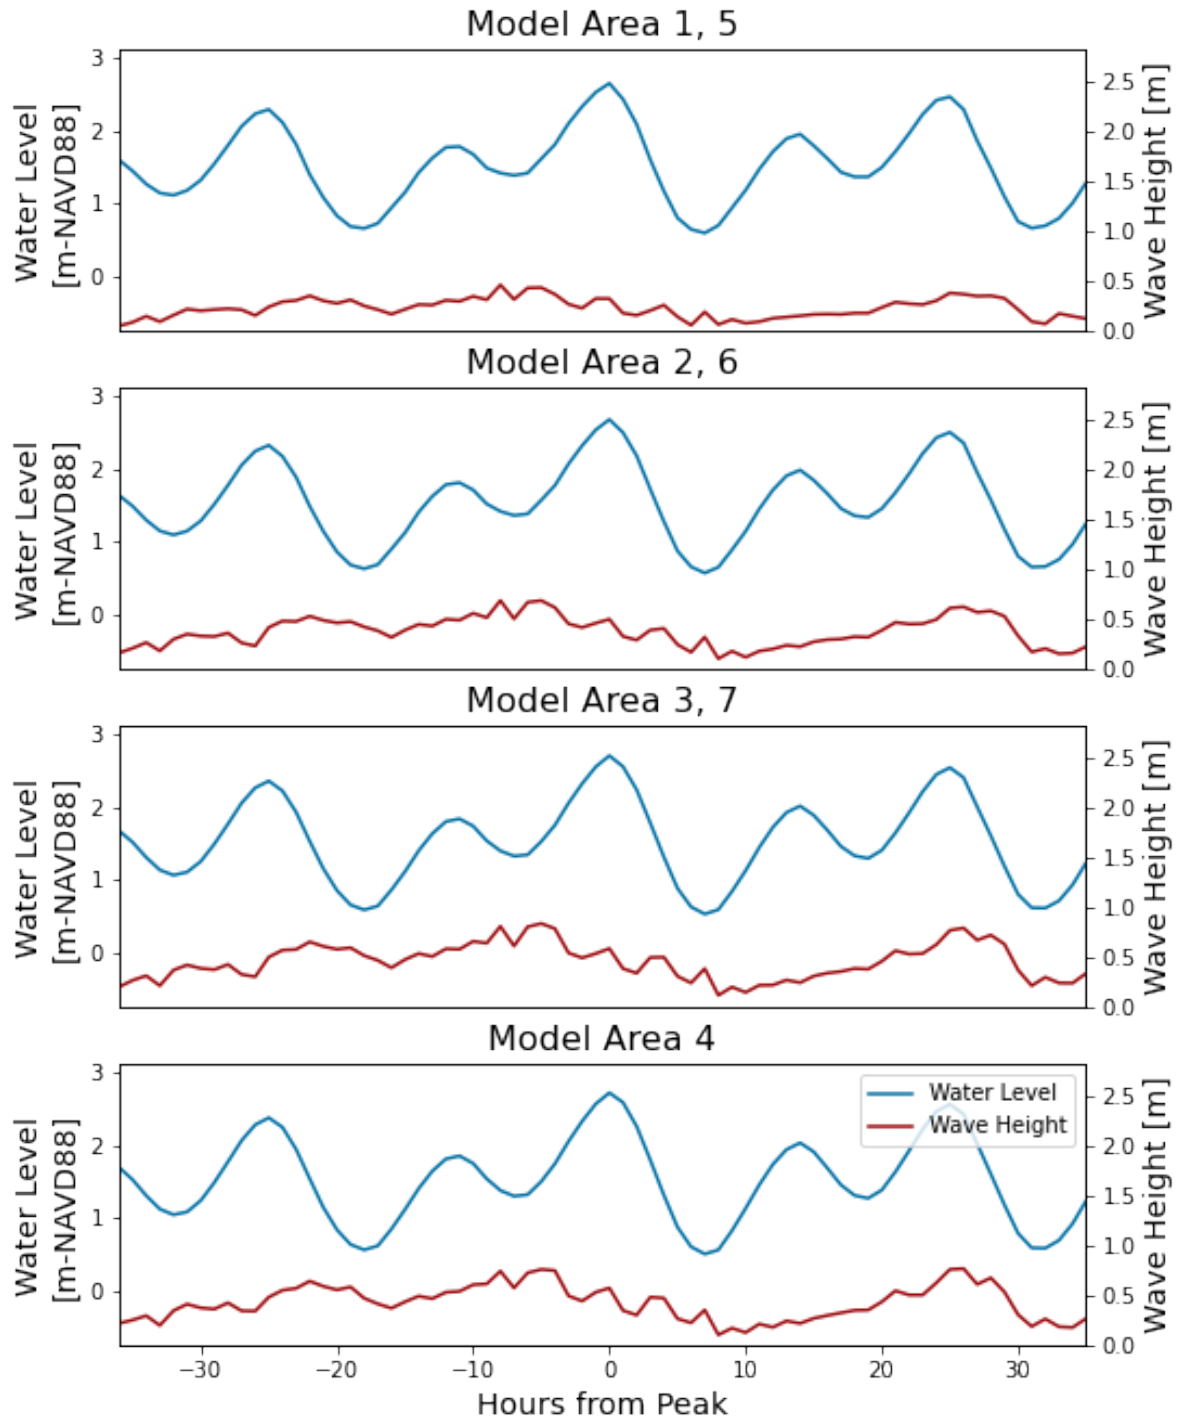 Model Area 1, 5
Water Level
[m-NAVD88]
3
2
1
0
2.5
2.0
1.5
1.0
0.5
0.0
Wave Height [m]
Model Area 2, 6
Water Level
[m-NAVD88]
3
2
1
0
2.5
2.0
1.5
1.0
0.5
0.0
Wave Height [m]
Model Area 3, 7
Water Level
[m-NAVD88]
3
2
1
0
2.5
2.0
1.5
1.0
0.5
0.0
Wave Height [m]
Model Area 4
Water Level
[m-NAVD88]
3
2
1
0
Water Level
Wave Height
2.5
2.0
1.5
1.0
0.5
0.0
Wave Height [m]
−30 −20 −10 0 10 20 30
Hours from Peak